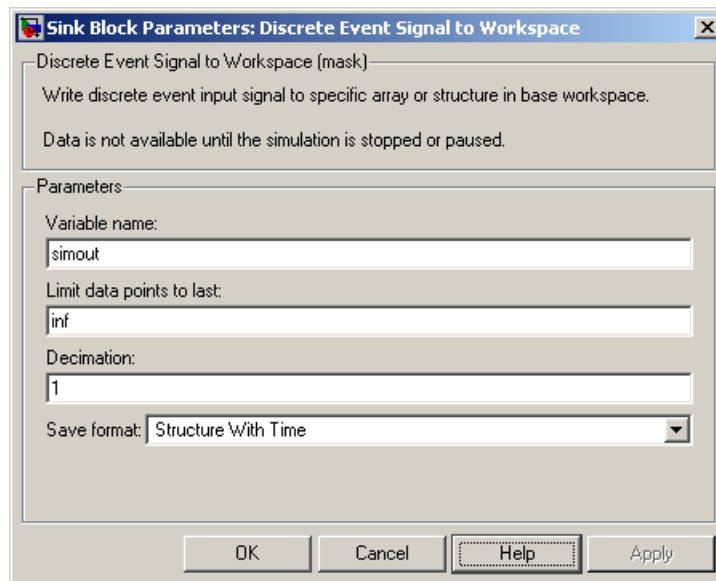 Sink Block Parameters: Discrete Event Signal to Workspace
Discrete Event Signal to Workspace (mask)
Write discrete event input signal to specific array or structure in base workspace.
Data is not available until the simulation is stopped or paused.
Parameters
Variable name:
simout
Limit data points to last:
inf
Decimation:
1
Save format: Structure With Time
OK Cancel Help Apply